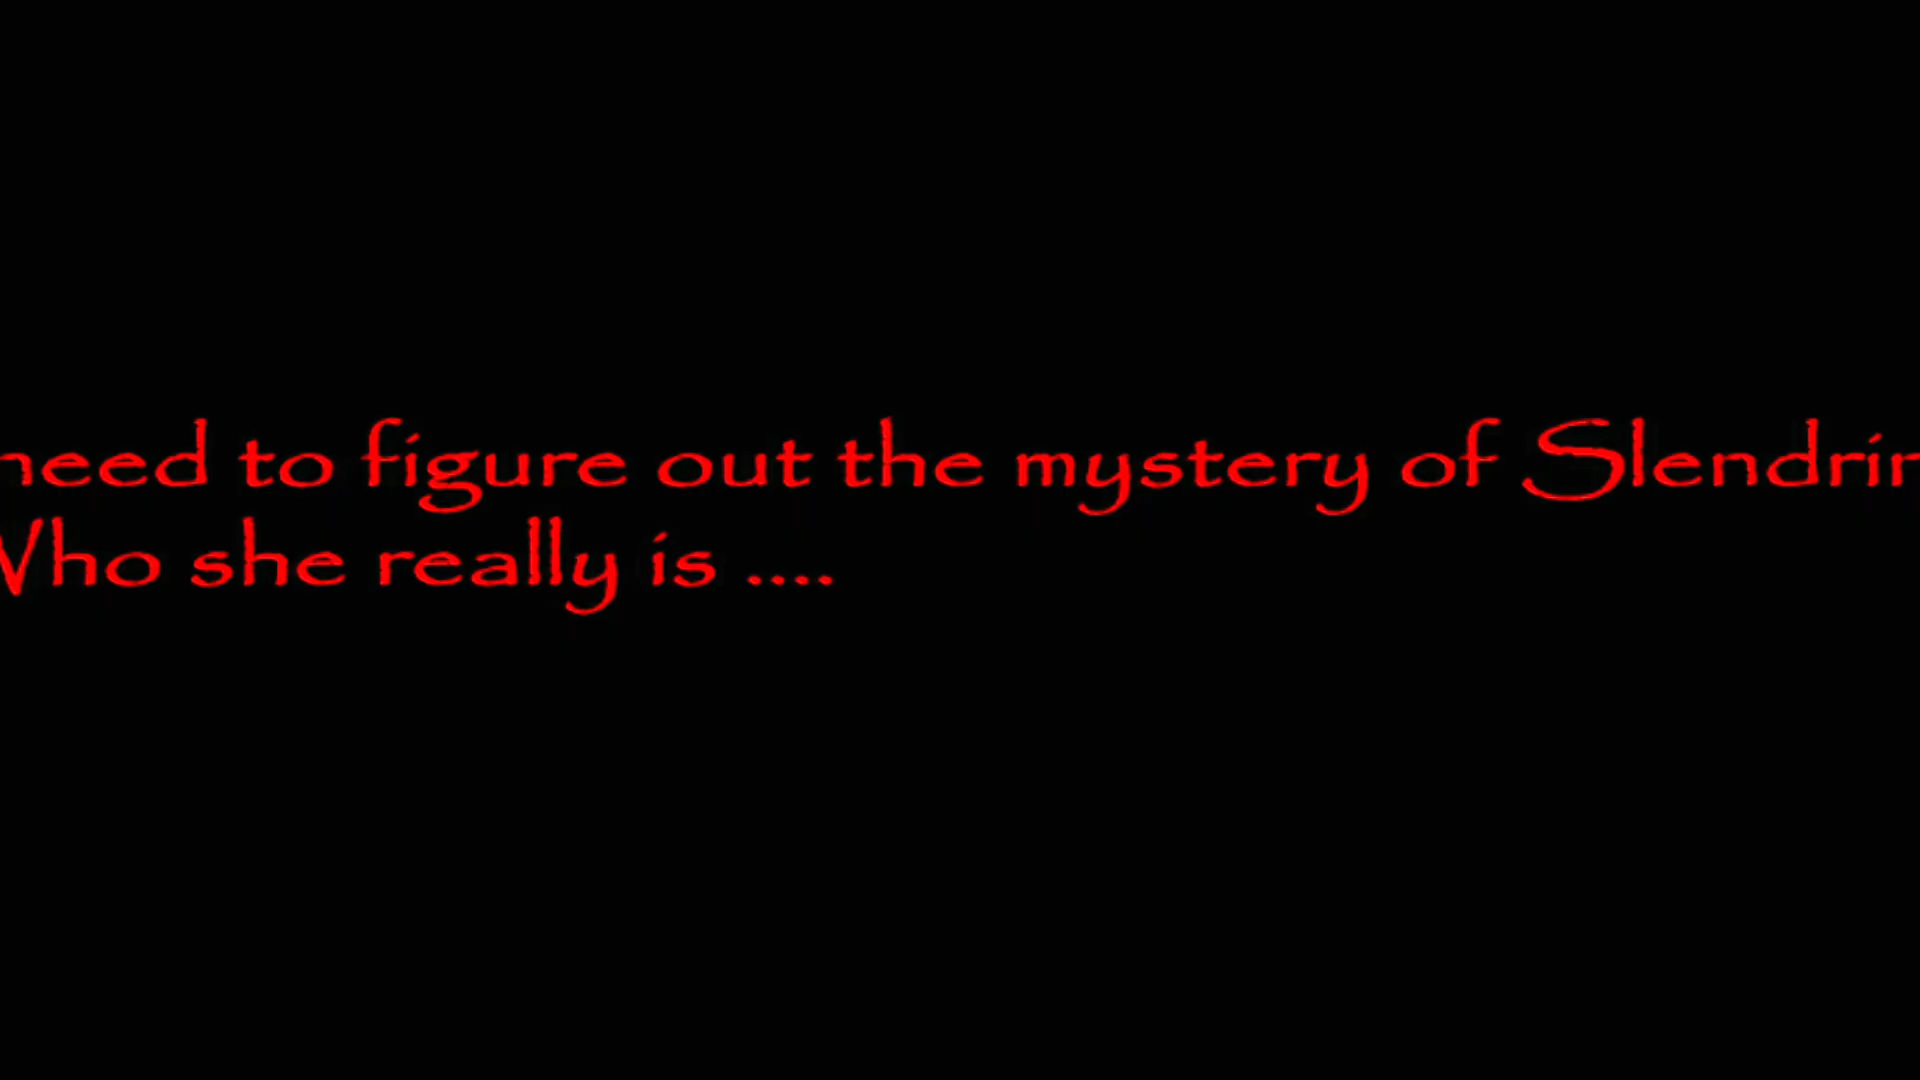 need to figure out the mystery of Slendrin
Who she really is ....